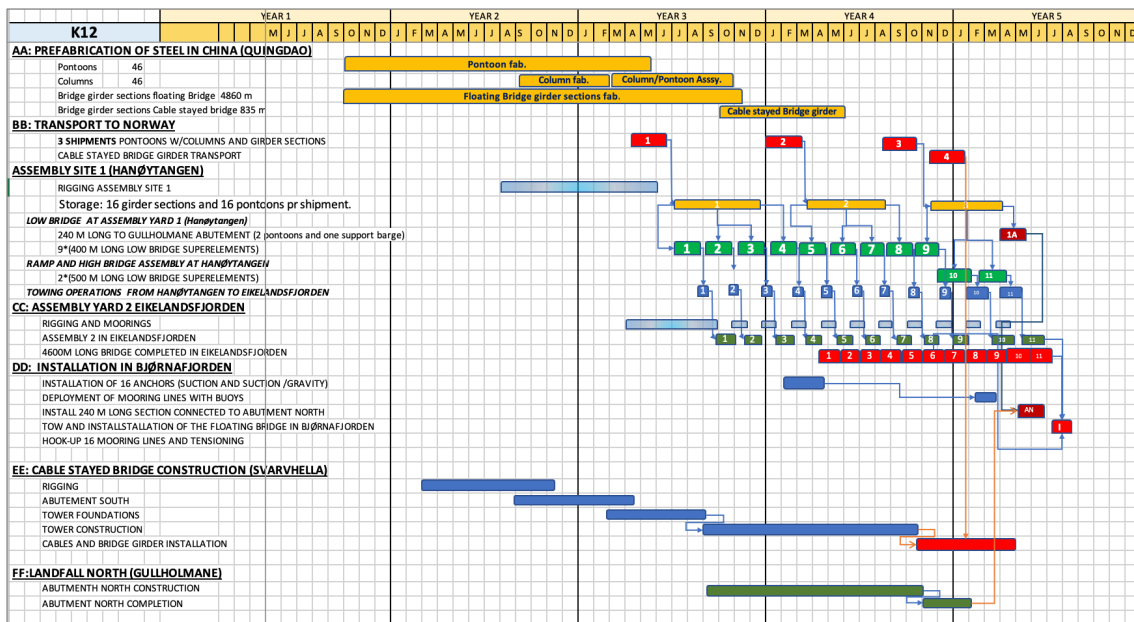 K12
YEAR 1 YEAR 2 YEAR 3 YEAR 4 YEAR 5
M J J A S O N D J F M A M J J A S O N D J F M A M J J A S O N D J F M A M J J A S O N D J F M A M J J A S O N D
AA: PREFABRICATION OF STEEL IN CHINA (QUINGDAO)
Pontoons 46 Pontoon fab.
Columns 46 Column fab. Column/Pontoon Asssy.
Bridge girder sections floating Bridge 4860 m Floating Bridge girder sections fab.
Bridge girder sections Cable stayed bridge 835 m Cable stayed Bridge girder
BB: TRANSPORT TO NORWAY
3 SHIPMENTS PONTOONS W/COLUMNS AND GIRDER SECTIONS 1 2 3
CABLE STAYED BRIDGE GIRDER TRANSPORT 4
ASSEMBLY SITE 1 (HANØYTANGEN)
RIGGING ASSEMBLY SITE 1
Storage: 16 girder sections and 16 pontoons pr shipment. 1 2 3
LOW BRIDGE AT ASSEMBLY YARD 1 (Hanøytangen)
240 M LONG TO GULLHOLMANE ABUTEMENT (2 pontoons and one support barge) 1A
9*(400 M LONG LOW BRIDGE SUPERELEMENTS) 1 2 3 4 5 6 7 8 9
RAMP AND HIGH BRIDGE ASSEMBLY AT HANØYTANGEN
2*(500 M LONG LOW BRIDGE SUPERELEMENTS) 10 11
TOWING OPERATIONS FROM HANØYTANGEN TO EIKELANDSFJORDEN 1 2 3 4 5 6 7 8 9 10 11
CC: ASSEMBLY YARD 2 EIKELANDSFJORDEN
RIGGING AND MOORINGS
ASSEMBLY 2 IN EIKELANDSFJORDEN 1 2 3 4 5 6 7 8 9 10 11
4600M LONG BRIDGE COMPLETED IN EIKELANDSFJORDEN 1 2 3 4 5 6 7 8 9 10 11
DD: INSTALLATION IN BJØRNAFJORDEN
INSTALLATION OF 16 ANCHORS (SUCTION AND SUCTION /GRAVITY)
DEPLOYMENT OF MOORING LINES WITH BUOYS
INSTALL 240 M LONG SECTION CONNECTED TO ABUTMENT NORTH AN
TOW AND INSTALLSTALLATION OF THE FLOATING BRIDGE IN BJØRNAFJORDEN I
HOOK-UP 16 MOORING LINES AND TENSIONING
EE: CABLE STAYED BRIDGE CONSTRUCTION (SVARVHELLA)
RIGGING
ABUTEMENT SOUTH
TOWER FOUNDATIONS
TOWER CONSTRUCTION
CABLES AND BRIDGE GIRDER INSTALLATION
FF:LANDFALL NORTH (GULLHOLMANE)
ABUTMENTH NORTH CONSTRUCTION
ABUTMENT NORTH COMPLETION